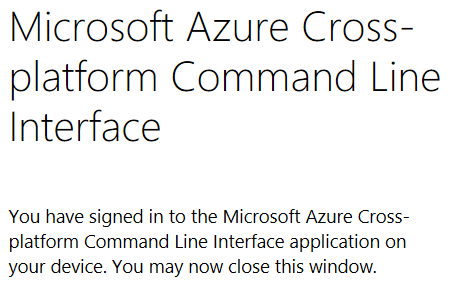 Microsoft Azure Cross-
platform Command Line
Interface
You have signed in to the Microsoft Azure Cross-
platform Command Line Interface application on
your device. You may now close this window.